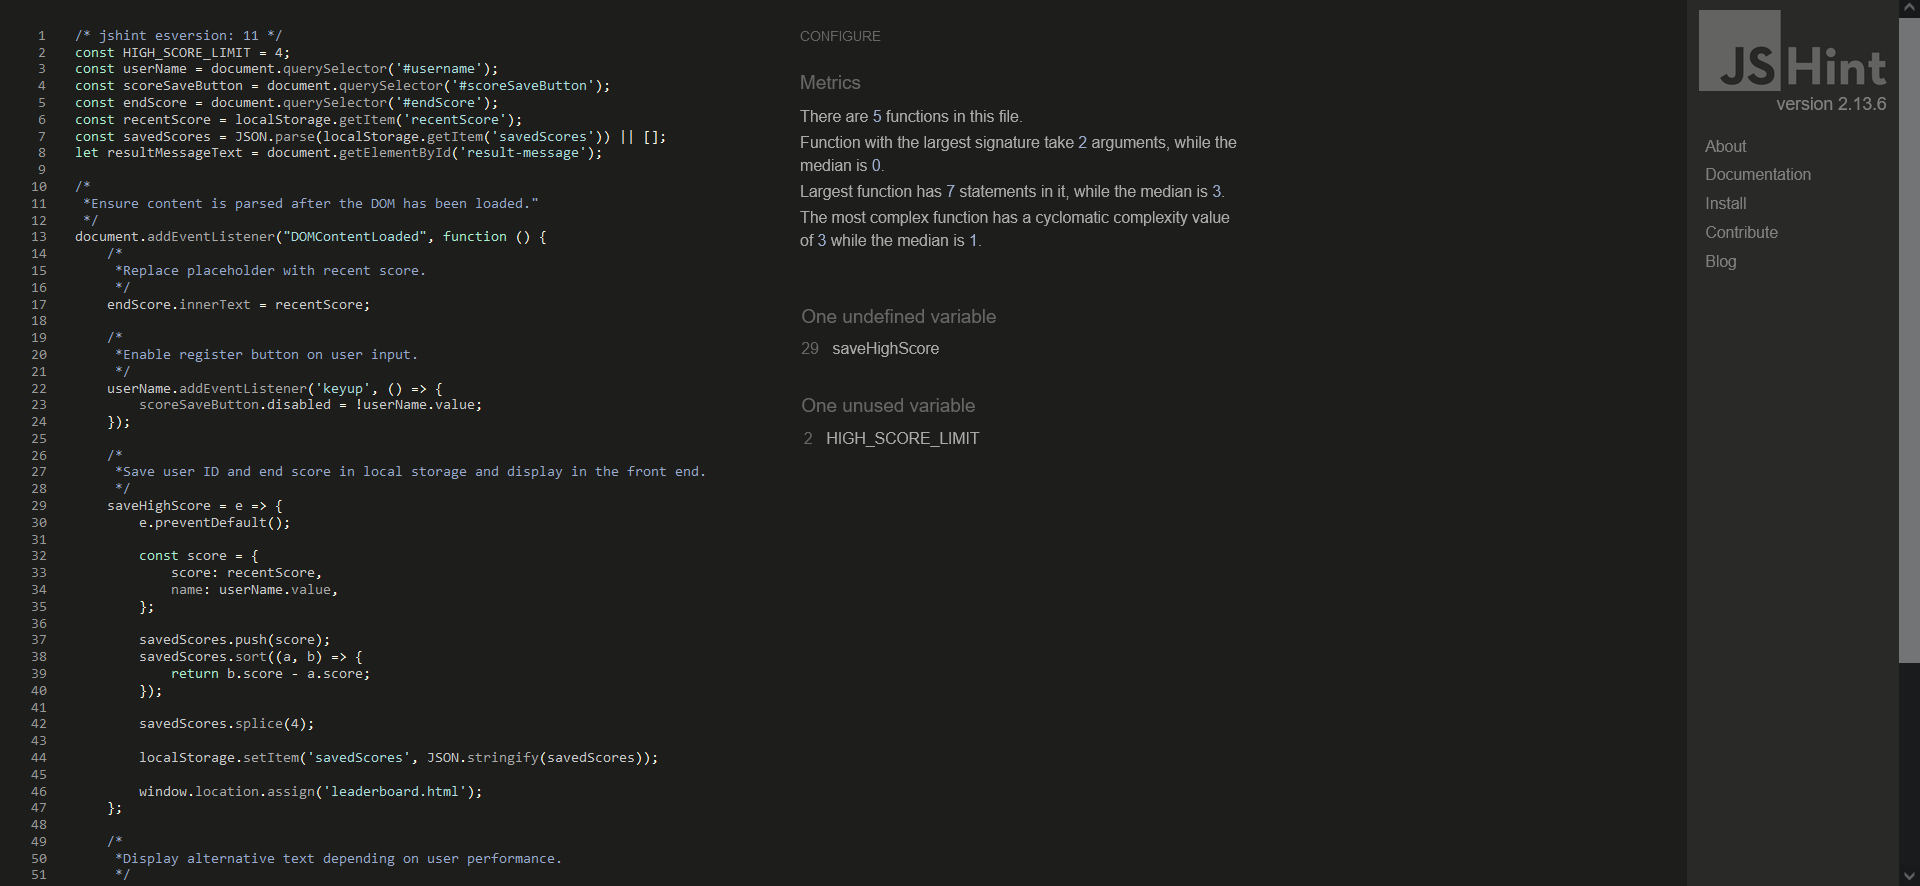 1 /* jshint esversion: 11 */
2 const HIGH_SCORE_LIMIT = 4;
3 const userName = document.querySelector('#username');
4 const scoreSaveButton = document.querySelector('#scoreSaveButton');
5 const endScore = document.querySelector('#endScore');
6 const recentScore = localStorage.getItem('recentScore');
7 const savedScores = JSON.parse(localStorage.getItem('savedScores')) || [];
8 let resultMessageText = document.getElementById('result-message');
9
10 /*
11 *Ensure content is parsed after the DOM has been loaded."
12 */
13 document.addEventListener("DOMContentLoaded", function () {
14 /*
15 *Replace placeholder with recent score.
16 */
17 endScore.innerText = recentScore;
18
19 /*
20 *Enable register button on user input.
21 */
22 userName.addEventListener('keyup', () => {
23 scoreSaveButton.disabled = !userName.value;
24 });
25
26 /*
27 *Save user ID and end score in local storage and display in the front end.
28 */
29 saveHighScore = e => {
30 e.preventDefault();
31
32 const score = {
33 score: recentScore,
34 name: userName.value,
35 };
36
37 savedScores.push(score);
38 savedScores.sort((a, b) => {
39 return b.score - a.score;
40 });
41
42 savedScores.splice(4);
43
44 localStorage.setItem('savedScores', JSON.stringify(savedScores));
45
46 window.location.assign('leaderboard.html');
47 };
48
49 /*
50 *Display alternative text depending on user performance.
51 */
CONFIGURE
Metrics
There are 5 functions in this file.
Function with the largest signature take 2 arguments, while the
median is 0.
Largest function has 7 statements in it, while the median is 3.
The most complex function has a cyclomatic complexity value
of 3 while the median is 1.
One undefined variable
29 saveHighScore
One unused variable
2 HIGH_SCORE_LIMIT
JSHint
version 2.13.6
About
Documentation
Install
Contribute
Blog